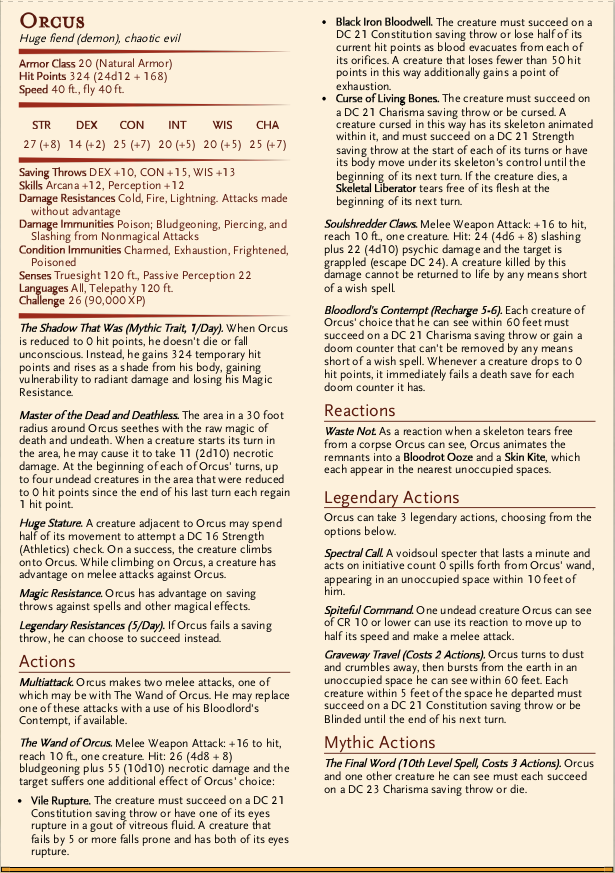 Orcus
Huge fiend (demon), chaotic evil
Armor Class 20 (Natural Armor)
Hit Points 324 (24d12 + 168)
Speed 40 ft., fly 40 ft.
STR DEX CON INT WIS CHA
27 (+8) 14 (+2) 25 (+7) 20 (+5) 20 (+5) 25 (+7)
Saving Throws DEX +10, CON +15, WIS +13
Skills Arcana +12, Perception +12
Damage Resistances Cold, Fire, Lightning. Attacks made
without advantage
Damage Immunities Poison; Bludgeoning, Piercing, and
Slashing from Nonmagical Attacks
Condition Immunities Charmed, Exhaustion, Frightened,
Poisoned
Senses Truesight 120 ft., Passive Perception 22
Languages All, Telepathy 120 ft.
Challenge 26 (90,000 XP)
The Shadow That Was (Mythic Trait, 1/Day). When Orcus
is reduced to 0 hit points, he doesn't die or fall
unconscious. Instead, he gains 324 temporary hit
points and rises as a shade from his body, gaining
vulnerability to radiant damage and losing his Magic
Resistance.
Master of the Dead and Deathless. The area in a 30 foot
radius around Orcus seethes with the raw magic of
death and undeath. When a creature starts its turn in
the area, he may cause it to take 11 (2d10) necrotic
damage. At the beginning of each of Orcus' turns, up
to four undead creatures in the area that were reduced
to 0 hit points since the end of his last turn each regain
1 hit point.
Huge Stature. A creature adjacent to Orcus may spend
half of its movement to attempt a DC 16 Strength
(Athletics) check. On a success, the creature climbs
onto Orcus. While climbing on Orcus, a creature has
advantage on melee attacks against Orcus.
Magic Resistance. Orcus has advantage on saving
throws against spells and other magical effects.
Legendary Resistances (5/Day). If Orcus fails a saving
throw, he can choose to succeed instead.
Actions
Multiattack. Orcus makes two melee attacks, one of
which may be with The Wand of Orcus. He may replace
one of these attacks with a use of his Bloodlord's
Contempt, if available.
The Wand of Orcus. Melee Weapon Attack: +16 to hit,
reach 10 ft., one creature. Hit: 26 (4d8 + 8)
bludgeoning plus 55 (10d10) necrotic damage and the
target suffers one additional effect of Orcus' choice:
• Vile Rupture. The creature must succeed on a DC 21
Constitution saving throw or have one of its eyes
rupture in a gout of vitreous fluid. A creature that
fails by 5 or more falls prone and has both of its eyes
rupture.
• Black Iron Bloodwell. The creature must succeed on a
DC 21 Constitution saving throw or lose half of its
current hit points as blood evacuates from each of
its orifices. A creature that loses fewer than 50 hit
points in this way additionally gains a point of
exhaustion.
• Curse of Living Bones. The creature must succeed on
a DC 21 Charisma saving throw or be cursed. A
creature cursed in this way has its skeleton animated
within it, and must succeed on a DC 21 Strength
saving throw at the start of each of its turns or have
its body move under its skeleton's control until the
beginning of its next turn. If the creature dies, a
Skeletal Liberator tears free of its flesh at the
beginning of its next turn.
Soulshredder Claws. Melee Weapon Attack: +16 to hit,
reach 10 ft., one creature. Hit: 24 (4d6 + 8) slashing
plus 22 (4d10) psychic damage and the target is
grappled (escape DC 24). A creature killed by this
damage cannot be returned to life by any means short
of a wish spell.
Bloodlord's Contempt (Recharge 5-6). Each creature of
Orcus' choice that he can see within 60 feet must
succeed on a DC 21 Charisma saving throw or gain a
doom counter that can't be removed by any means
short of a wish spell. Whenever a creature drops to 0
hit points, it immediately fails a death save for each
doom counter it has.
Reactions
Waste Not. As a reaction when a skeleton tears free
from a corpse Orcus can see, Orcus animates the
remnants into a Bloodrot Ooze and a Skin Kite, which
each appear in the nearest unoccupied spaces.
Legendary Actions
Orcus can take 3 legendary actions, choosing from the
options below.
Spectral Call. A voidsoul specter that lasts a minute and
acts on initiative count 0 spills forth from Orcus' wand,
appearing in an unoccupied space within 10 feet of
him.
Spiteful Command. One undead creature Orcus can see
of CR 10 or lower can use its reaction to move up to
half its speed and make a melee attack.
Graveway Travel (Costs 2 Actions). Orcus turns to dust
and crumbles away, then bursts from the earth in an
unoccupied space he can see within 60 feet. Each
creature within 5 feet of the space he departed must
succeed on a DC 21 Constitution saving throw or be
Blinded until the end of his next turn.
Mythic Actions
The Final Word (10th Level Spell, Costs 3 Actions). Orcus
and one other creature he can see must each succeed
on a DC 23 Charisma saving throw or die.